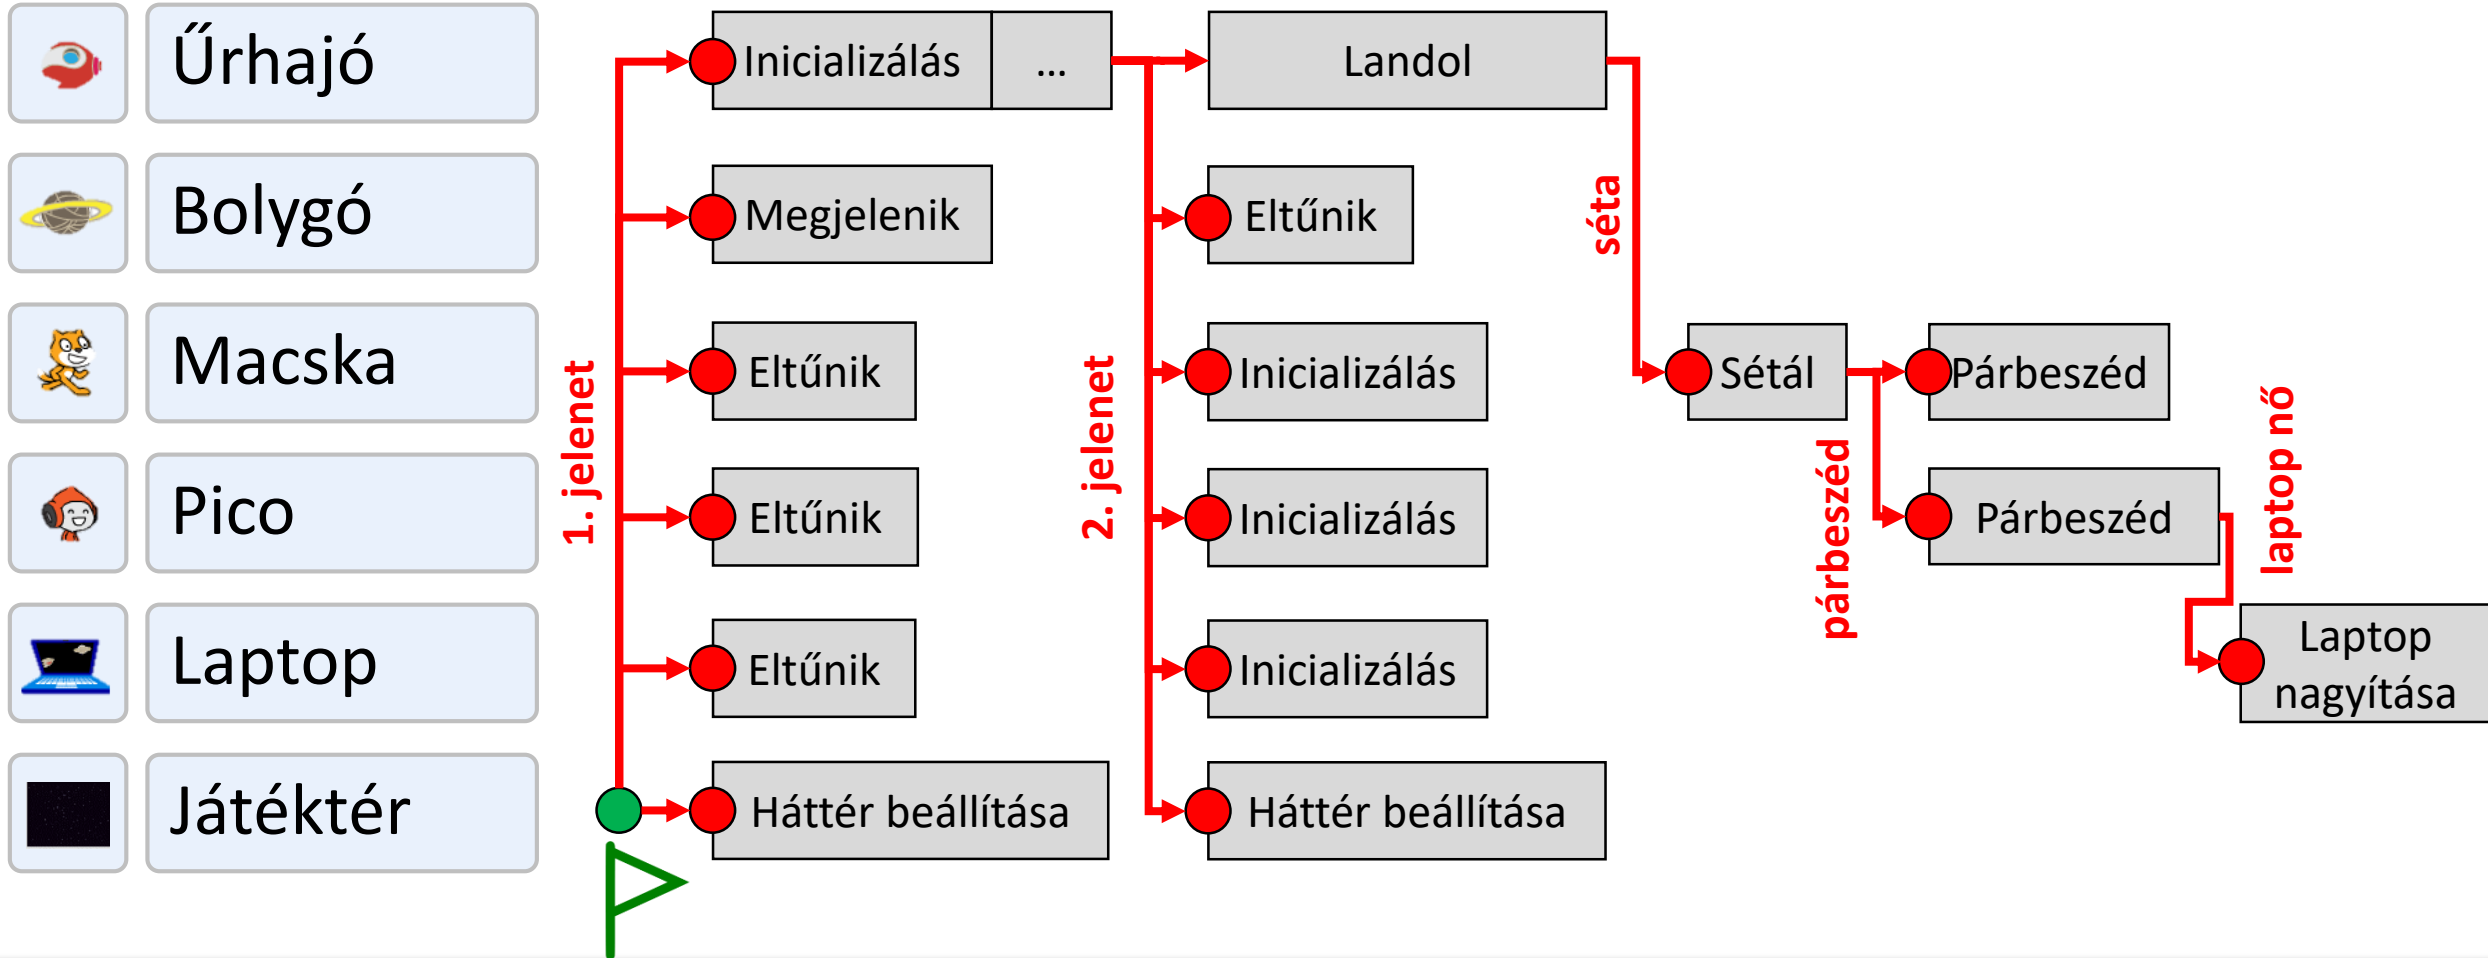 Űrhajó
Inicializálás
...
Landol
Bolygó
Megjelenik
Eltűnik
séta
Macska
Eltűnik
Inicializálás
Sétál
Párbeszéd
1. jelenet
2. jelenet
párbeszéd
laptop nő
Pico
Eltűnik
Inicializálás
Párbeszéd
Laptop
Eltűnik
Inicializálás
Laptop
nagyítása
Játéktér
Háttér beállítása
Háttér beállítása